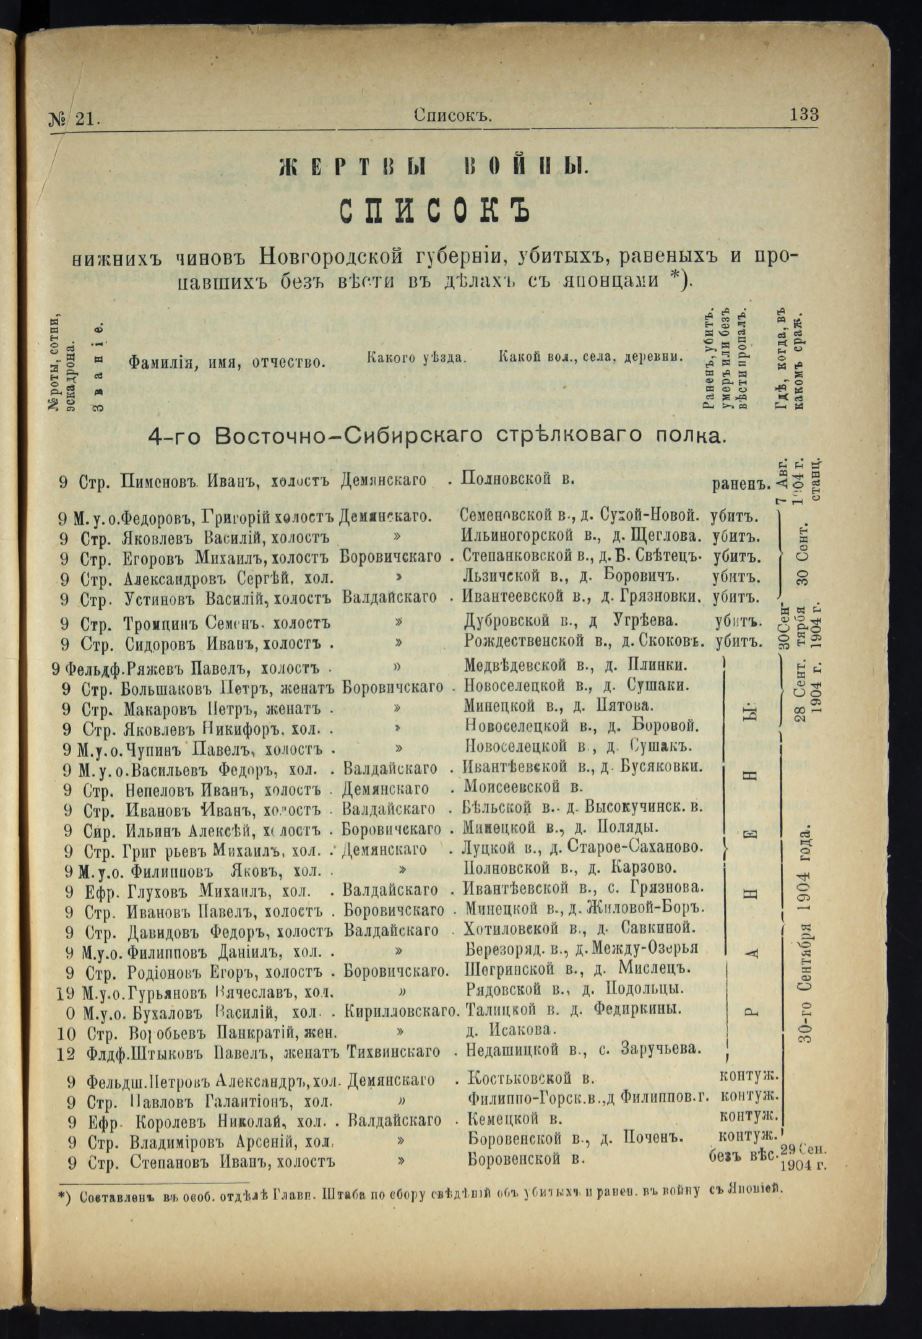 № 21. Списокъ. 133
ЖЕРТВЫ ВОЙНЫ.
СПИСОКЪ
нижнихъ чиновъ Новгородской губерніи, убитыхъ, раненыхъ и про-
павшихъ безъ вѣсти въ дѣлахъ съ японцами *).
№ роты, сотни, эскадрона. Званіе. Фамилія, имя, отчество. Какого уѣзда. Какой вол., села, деревни. Раненъ, убит. умеръ или безъ вѣсти пропалъ. Гдѣ, когда, въ какомъ сраж.
4-го Восточно-Сибирскаго стрѣлковаго полка.
9 Стр. Пименовъ Иванъ, холостъ Демянскаго . Полновской в. раненъ. 7 Авг. 1904 г. станц.
9 М.у.о.Федоровъ, Григорій холостъ Демянскаго. Семеновской в., д. Сухой-Новой. убитъ.
9 Стр. Яковлевъ Василій, холостъ » Ильиногорской в., д. Щеглова. убитъ.
9 Стр. Егоровъ Михаилъ, холостъ Боровичскаго . Степанковской в., д. Б. Свѣтецъ. убитъ.
9 Стр. Александровъ Сергѣй, хол. » Льзичской в., д. Боровичъ. убитъ. 30 Сент.
9 Стр. Устиновъ Василій, холостъ Валдайскаго . Ивантеевской в., д. Грязновки. убитъ.
9 Стр. Тромцинъ Семенъ. холостъ » Дубровской в., д Угрѣева. убитъ.
9 Стр. Сидоровъ Иванъ, холостъ . » Рождественской в., д. Скоковъ. убитъ. 30 Сентября 1904 г.
9 Фельдф.Ряжевъ Павелъ, холостъ . » Медвѣдевской в., д. Плинки.
9 Стр. Большаковъ Петръ, женатъ Боровичскаго . Новоселецкой в., д. Сушаки. 28 Сент. 1904 г.
9 Стр. Макаровъ Петръ, женатъ . » Минецкой в., д. Пятова.
9 Стр. Яковлевъ Никифоръ, хол. . » Новоселецкой в., д. Боровой.
9 М.у.о.Чупинъ Павелъ, холостъ . » Новоселецкой в., д. Сушакъ.
9 М.у.о.Васильевъ Федоръ, хол. . Валдайскаго . Ивантѣевской в., д. Бусяковки.
9 Стр. Непеловъ Иванъ, холостъ . Демянскаго . Моисеевской в.
9 Стр. Ивановъ Иванъ, холостъ . Валдайскаго . Бѣльской в. д. Высокучинск. в.
9 Стр. Ильинъ Алексѣй, холостъ . Боровичскаго . Минецкой в., д. Поляды.
9 Стр. Григ рьевъ Михаилъ, хол. . Демянскаго . Луцкой в., д. Старое-Саханово.
9 М.у.о. Филипповъ Яковъ, хол. . » Полновской в., д. Карзово.
9 Ефр. Глуховъ Михаилъ, хол. . Валдайскаго . Ивантѣевской в., с. Грязнова.
9 Стр. Ивановъ Павелъ, холостъ . Боровичскаго . Минецкой в., д. Жиловой-Боръ.
9 Стр. Давидовъ Федоръ, холостъ Валдайскаго . Хотиловской в., д. Савкиной.
9 М.у.о. Филипповъ Даніилъ, хол. . » Березоряд. в., д. Между-Озерья
9 Стр. Родіоновъ Егоръ, холостъ . Боровичскаго. Шегринской в., д. Мислецъ.
19 М.у.о.Гурьяновъ Вячеславъ, хол. » Рядовской в., д. Подольцы.
0 М.у.о. Бухаловъ Василій, хол. . Кирилловскаго. Талицкой в. д. Федиркины.
10 Стр. Воробьевъ Панкратій, жен. » д. Исакова.
12 Флдф.Штыковъ Павелъ, женатъ Тихвинскаго . Недашицкой в., с. Заручьева.
РАНЕНЫ.
9 Фельдш.Петровъ Александръ, хол. Демянскаго . Костьковской в. контуж.
9 Стр. Павловъ Галантіонъ, хол. » Филиппо-Горск.в.,д Филиппов.г. контуж.
9 Ефр. Королевъ Николай, хол. . Валдайскаго . Кемецкой в. контуж.
9 Стр. Владиміровъ Арсеній, хол. » Боровенской в., д. Поченъ. контуж.
30-го Сентября 1904 года.
9 Стр. Степановъ Иванъ, холостъ » Боровенской в. безъ вѣс. 29 Сен. 1904 г.
*) Составленъ въ особ. отдѣлѣ Главн. Штаба по сбору свѣдѣній объ убитыхъ и ранен. въ войну съ Японіей.